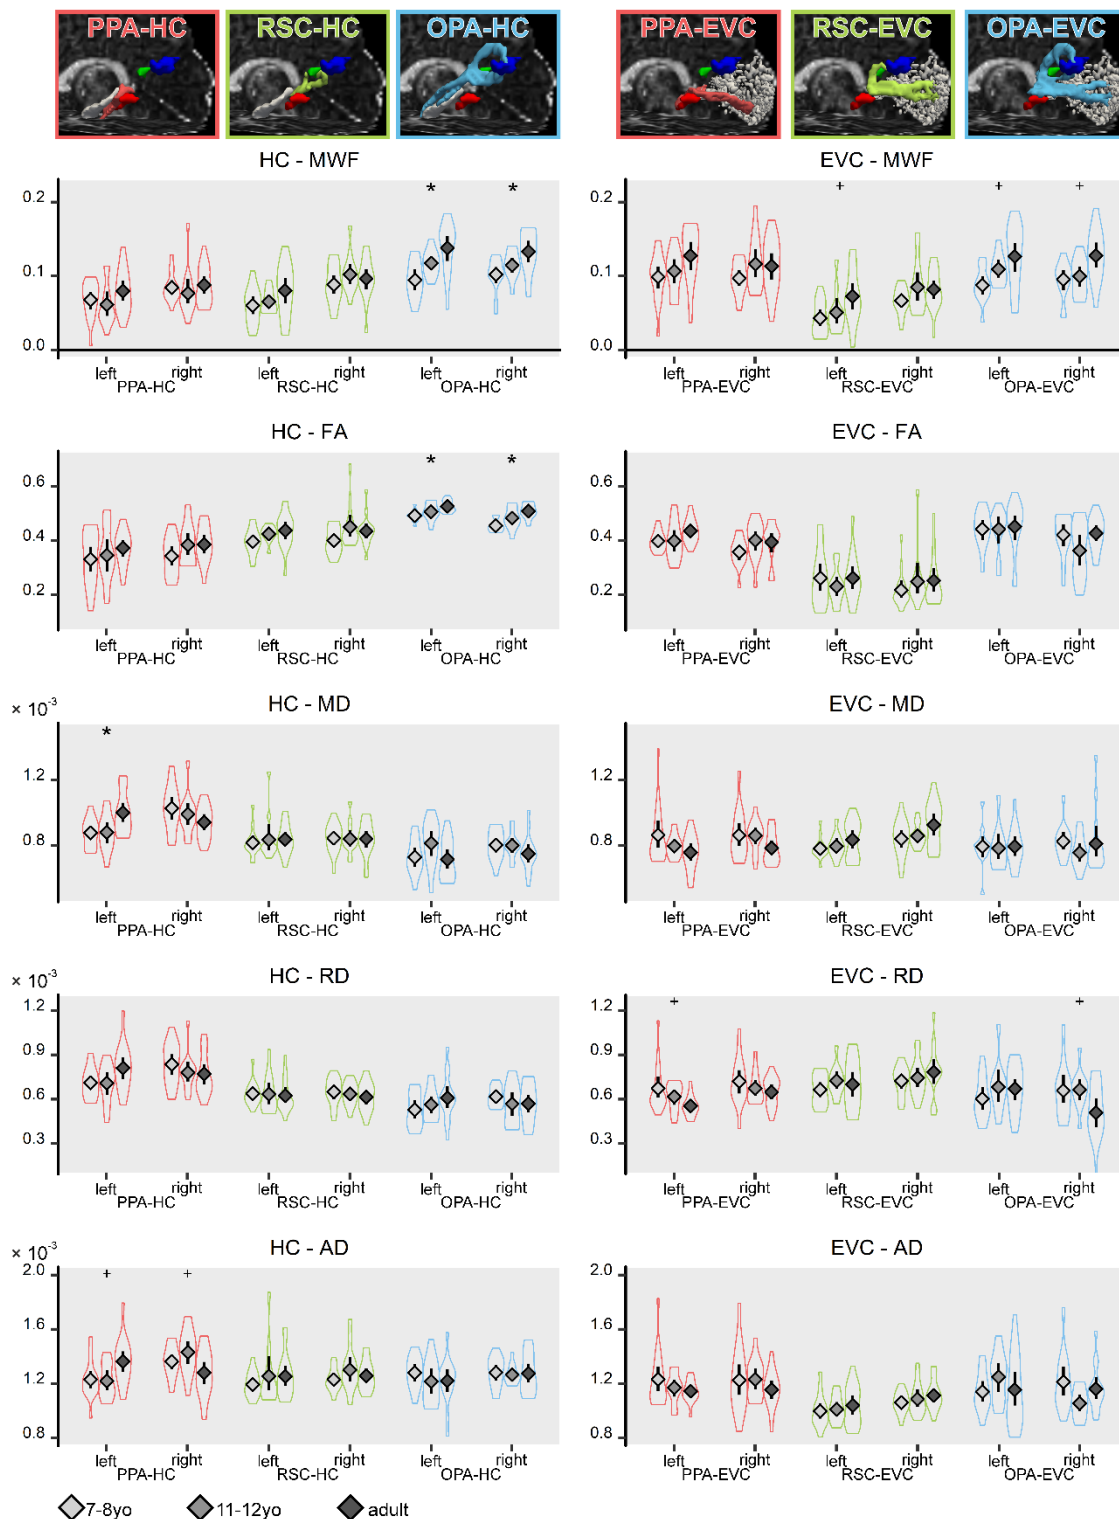 PPA-HC RSC-HC OPA-HC PPA-EVC RSC-EVC OPA-EVC
HC - MWF EVC - MWF
0.2 * * 0.2 + + +
0.1 0.1
0.0 0.0
left right left right left right left right left right left right
PPA-HC RSC-HC OPA-HC PPA-EVC RSC-EVC OPA-EVC
HC - FA EVC - FA
* *
0.6 0.6
0.4 0.4
0.2 0.2
left right left right left right left right left right left right
PPA-HC RSC-HC OPA-HC PPA-EVC RSC-EVC OPA-EVC
× 10-3 HC - MD EVC - MD
*
1.2 1.2
0.8 0.8
left right left right left right left right left right left right
PPA-HC RSC-HC OPA-HC PPA-EVC RSC-EVC OPA-EVC
× 10-3 HC - RD EVC - RD
1.2 1.2 + +
0.9 0.9
0.6 0.6
0.3 0.3
left right left right left right left right left right left right
PPA-HC RSC-HC OPA-HC PPA-EVC RSC-EVC OPA-EVC
× 10-3 HC - AD EVC - AD
2.0 + + 2.0
1.6 1.6
1.2 1.2
0.8 0.8
left right left right left right left right left right left right
PPA-HC RSC-HC OPA-HC PPA-EVC RSC-EVC OPA-EVC
7-8yo 11-12yo adult